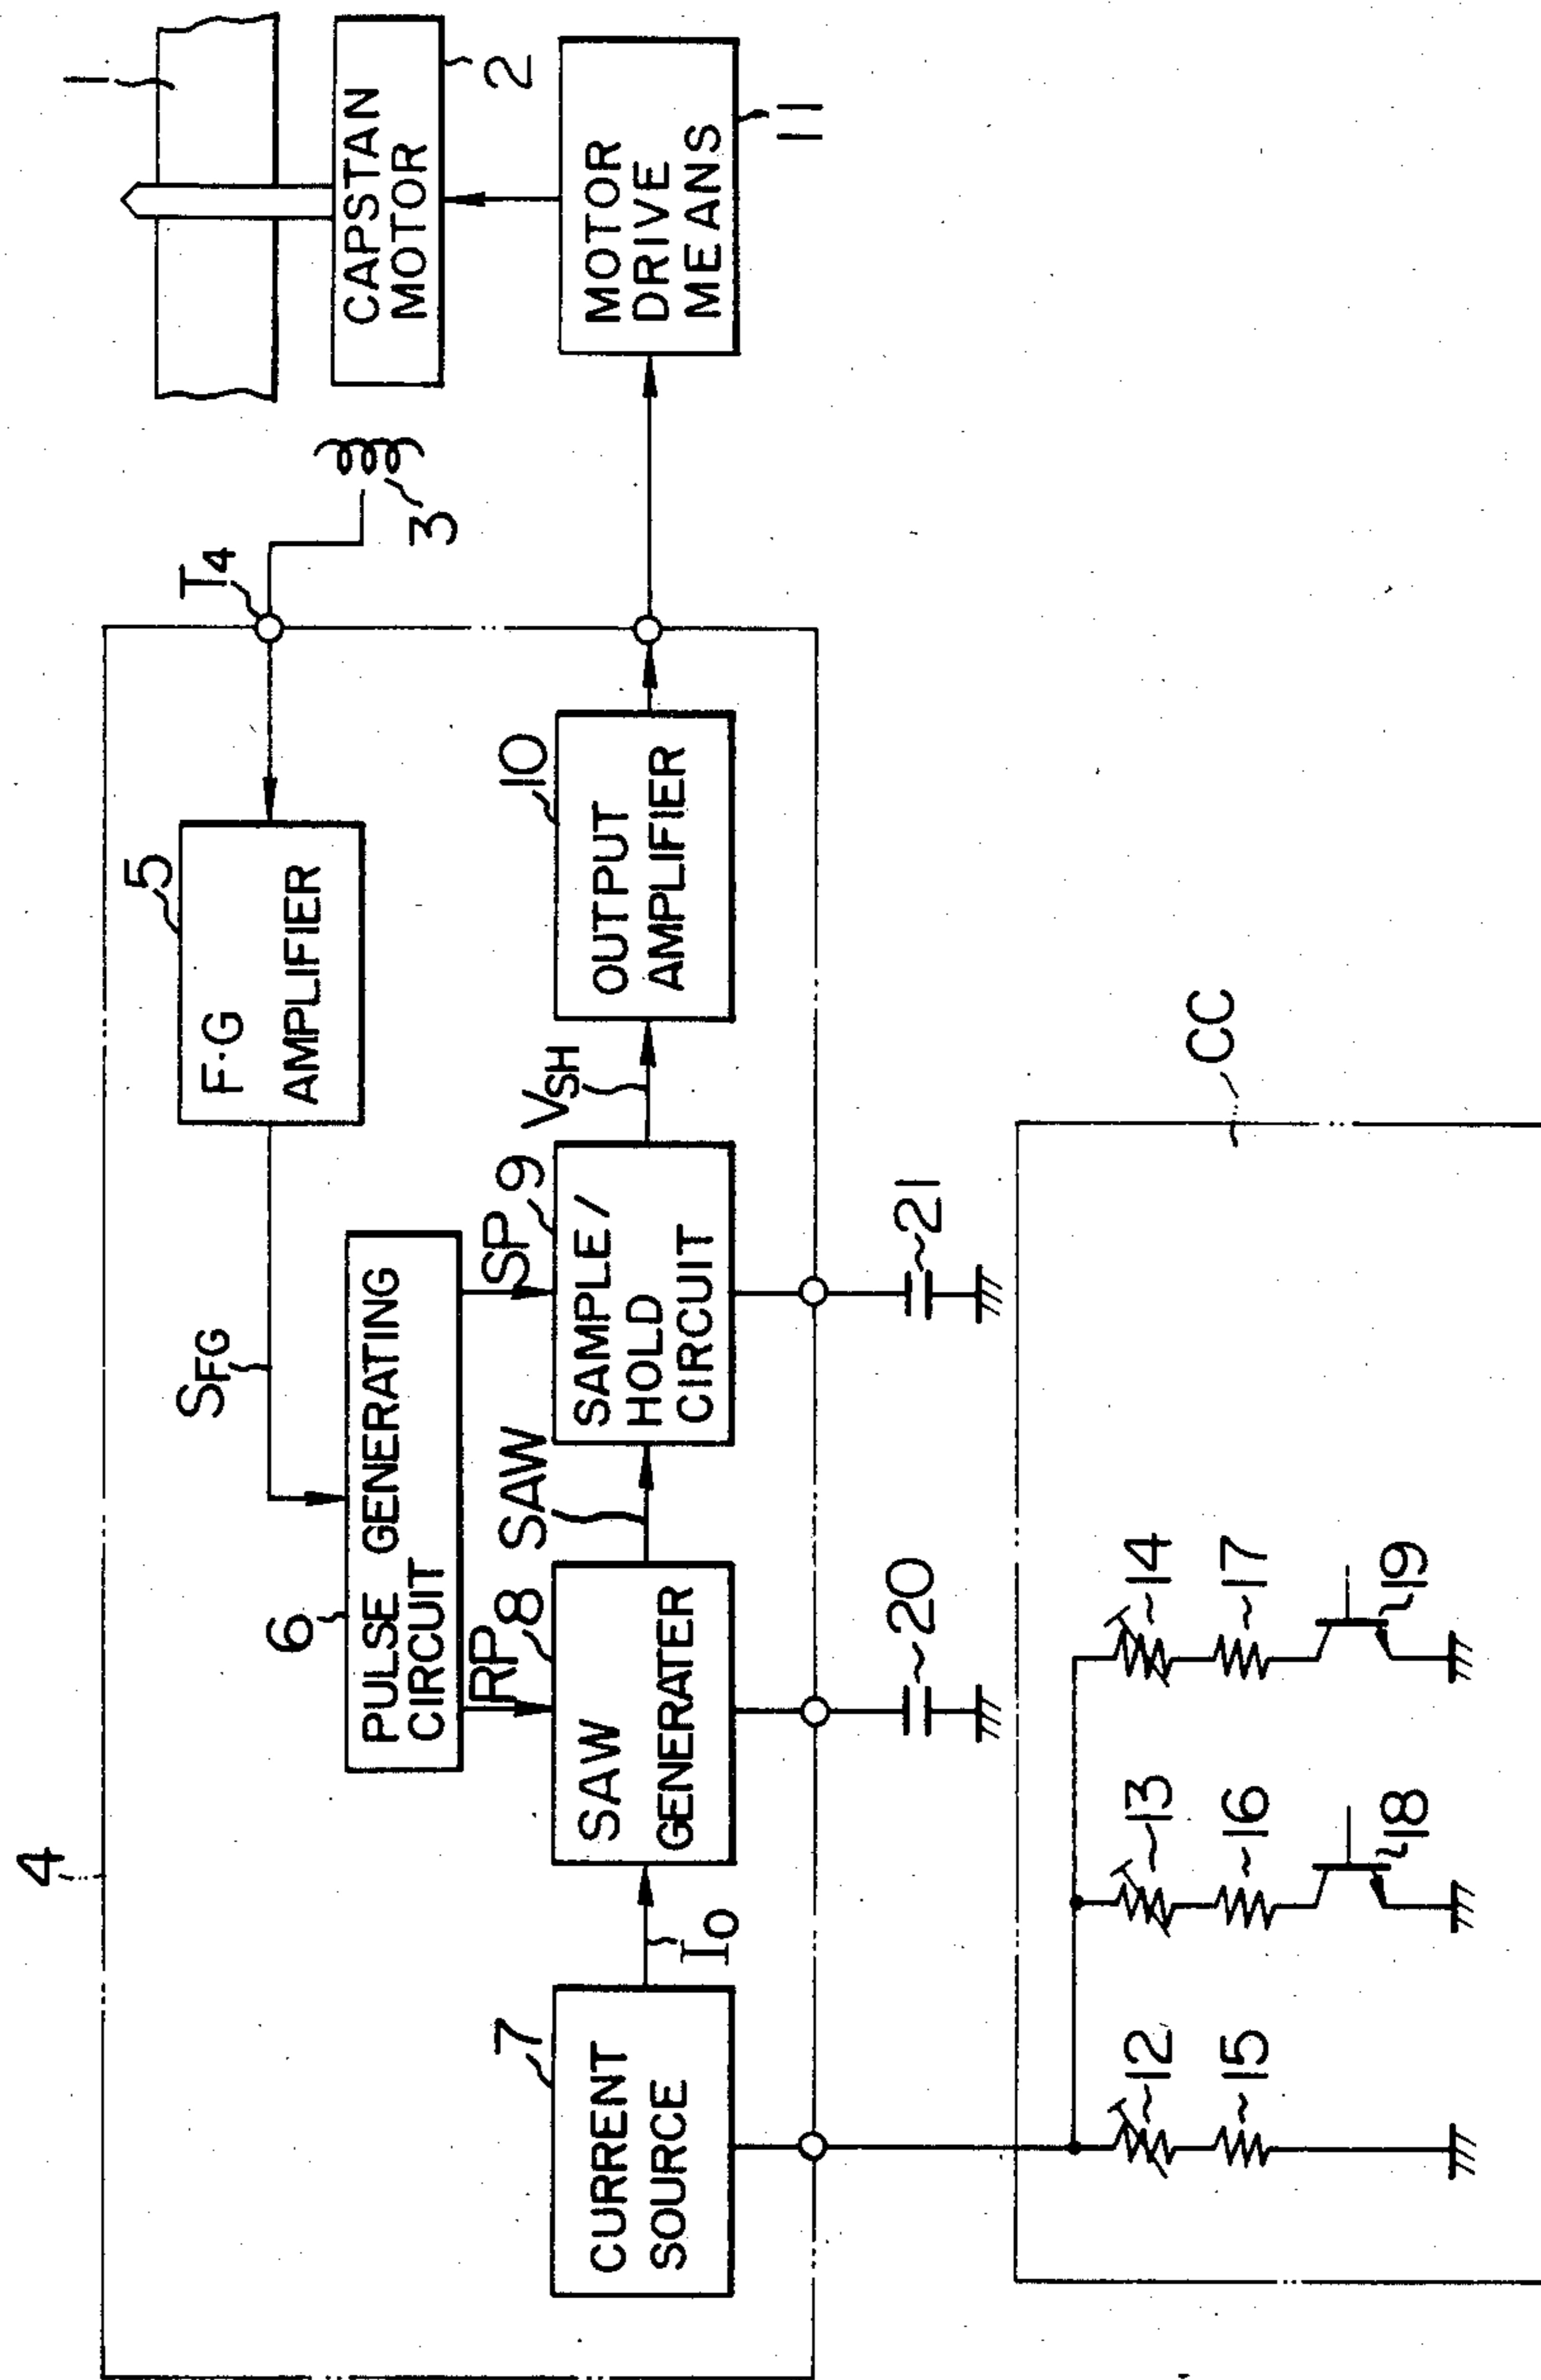 4
T4
1
5
F·G
AMPLIFIER
SFG
3
CAPSTAN
MOTOR
2
6
PULSE GENERATING
CIRCUIT
RP
SP
7
CURRENT
SOURCE
I0
8
SAW
GENERATER
SAW
9
SAMPLE/
HOLD
CIRCUIT
VSH
10
OUTPUT
AMPLIFIER
MOTOR
DRIVE
MEANS
11
20
21
CC
12
13
14
15
16
17
18
19